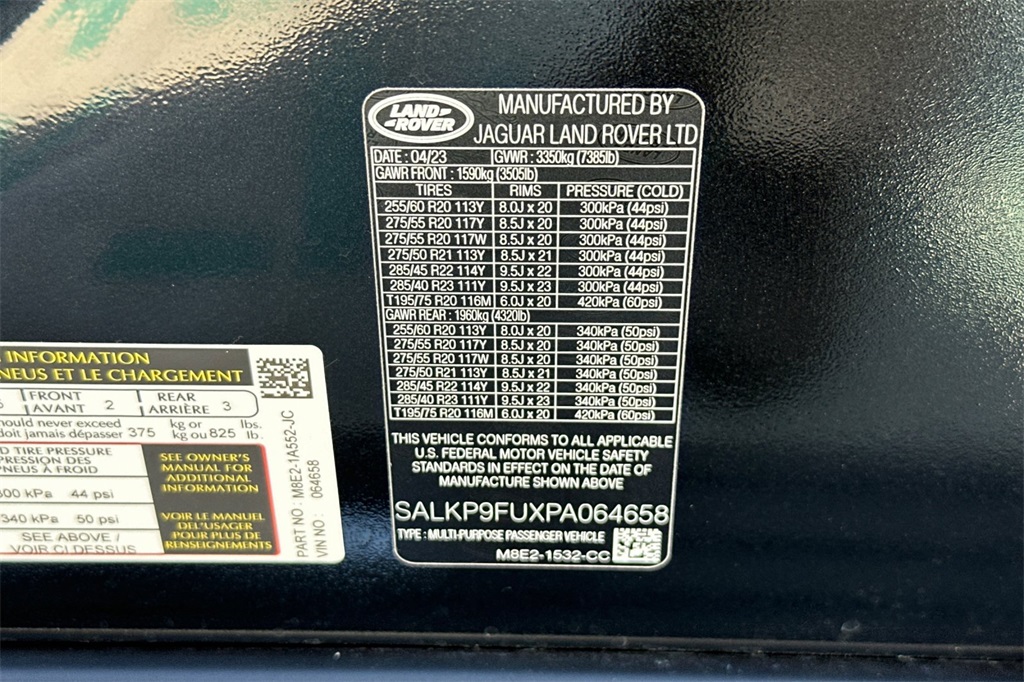 LAND-
-ROVER
MANUFACTURED BY
JAGUAR LAND ROVER LTD
DATE : 04/23 GVWR : 3350kg (7385lb)
GAWR FRONT : 1590kg (3505lb)
TIRES RIMS PRESSURE (COLD)
255/60 R20 113Y 8.0J x 20 300kPa (44psi)
275/55 R20 117Y 8.5J x 20 300kPa (44psi)
275/55 R20 117W 8.5J x 20 300kPa (44psi)
275/50 R21 113Y 8.5J x 21 300kPa (44psi)
285/45 R22 114Y 9.5J x 22 300kPa (44psi)
285/40 R23 111Y 9.5J x 23 300kPa (44psi)
T195/75 R20 116M 6.0J x 20 420kPa (60psi)
GAWR REAR : 1960kg (4320lb)
255/60 R20 113Y 8.0J x 20 340kPa (50psi)
275/55 R20 117Y 8.5J x 20 340kPa (50psi)
275/55 R20 117W 8.5J x 20 340kPa (50psi)
275/50 R21 113Y 8.5J x 21 340kPa (50psi)
285/45 R22 114Y 9.5J x 22 340kPa (50psi)
285/40 R23 111Y 9.5J x 23 340kPa (50psi)
T195/75 R20 116M 6.0J x 20 420kPa (60psi)
THIS VEHICLE CONFORMS TO ALL APPLICABLE
U.S. FEDERAL MOTOR VEHICLE SAFETY
STANDARDS IN EFFECT ON THE DATE OF
MANUFACTURE SHOWN ABOVE
SALKP9FUXPA064658
TYPE : MULTI-PURPOSE PASSENGER VEHICLE
M8E2-1532-CC
INFORMATION
NEUS ET LE CHARGEMENT
FRONT REAR
AVANT 2 ARRIÈRE 3
hould never exceed kg or lbs.
doit jamais dépasser 375 kg ou 825 lb.
D TIRE PRESSURE
PRESSION DES
NEUS À FROID
300 kPa 44 psi
340 kPa 50 psi
SEE ABOVE /
VOIR CI DESSUS
SEE OWNER'S
MANUAL FOR
ADDITIONAL
INFORMATION
VOIR LE MANUEL
DE L'USAGER
POUR PLUS DE
RENSEIGNEMENTS
PART NO : M8E2-1A552-JC
VIN NO : 064658